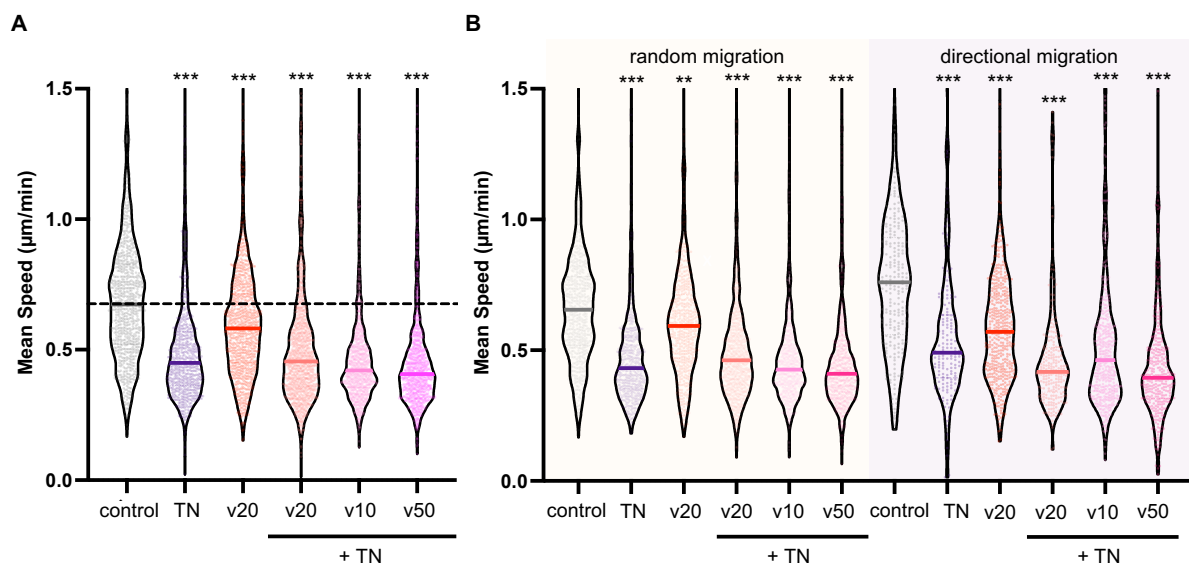 A
B
random migration
directional migration
*** *** *** *** ***
*** ** *** *** ***
*** *** *** *** ***
Mean Speed (µm/min)
1.5
1.0
0.5
0.0
control TN v20 v20 v10 v50
+ TN
Mean Speed (µm/min)
1.5
1.0
0.5
0.0
control TN v20 v20 v10 v50
+ TN
control TN v20 v20 v10 v50
+ TN